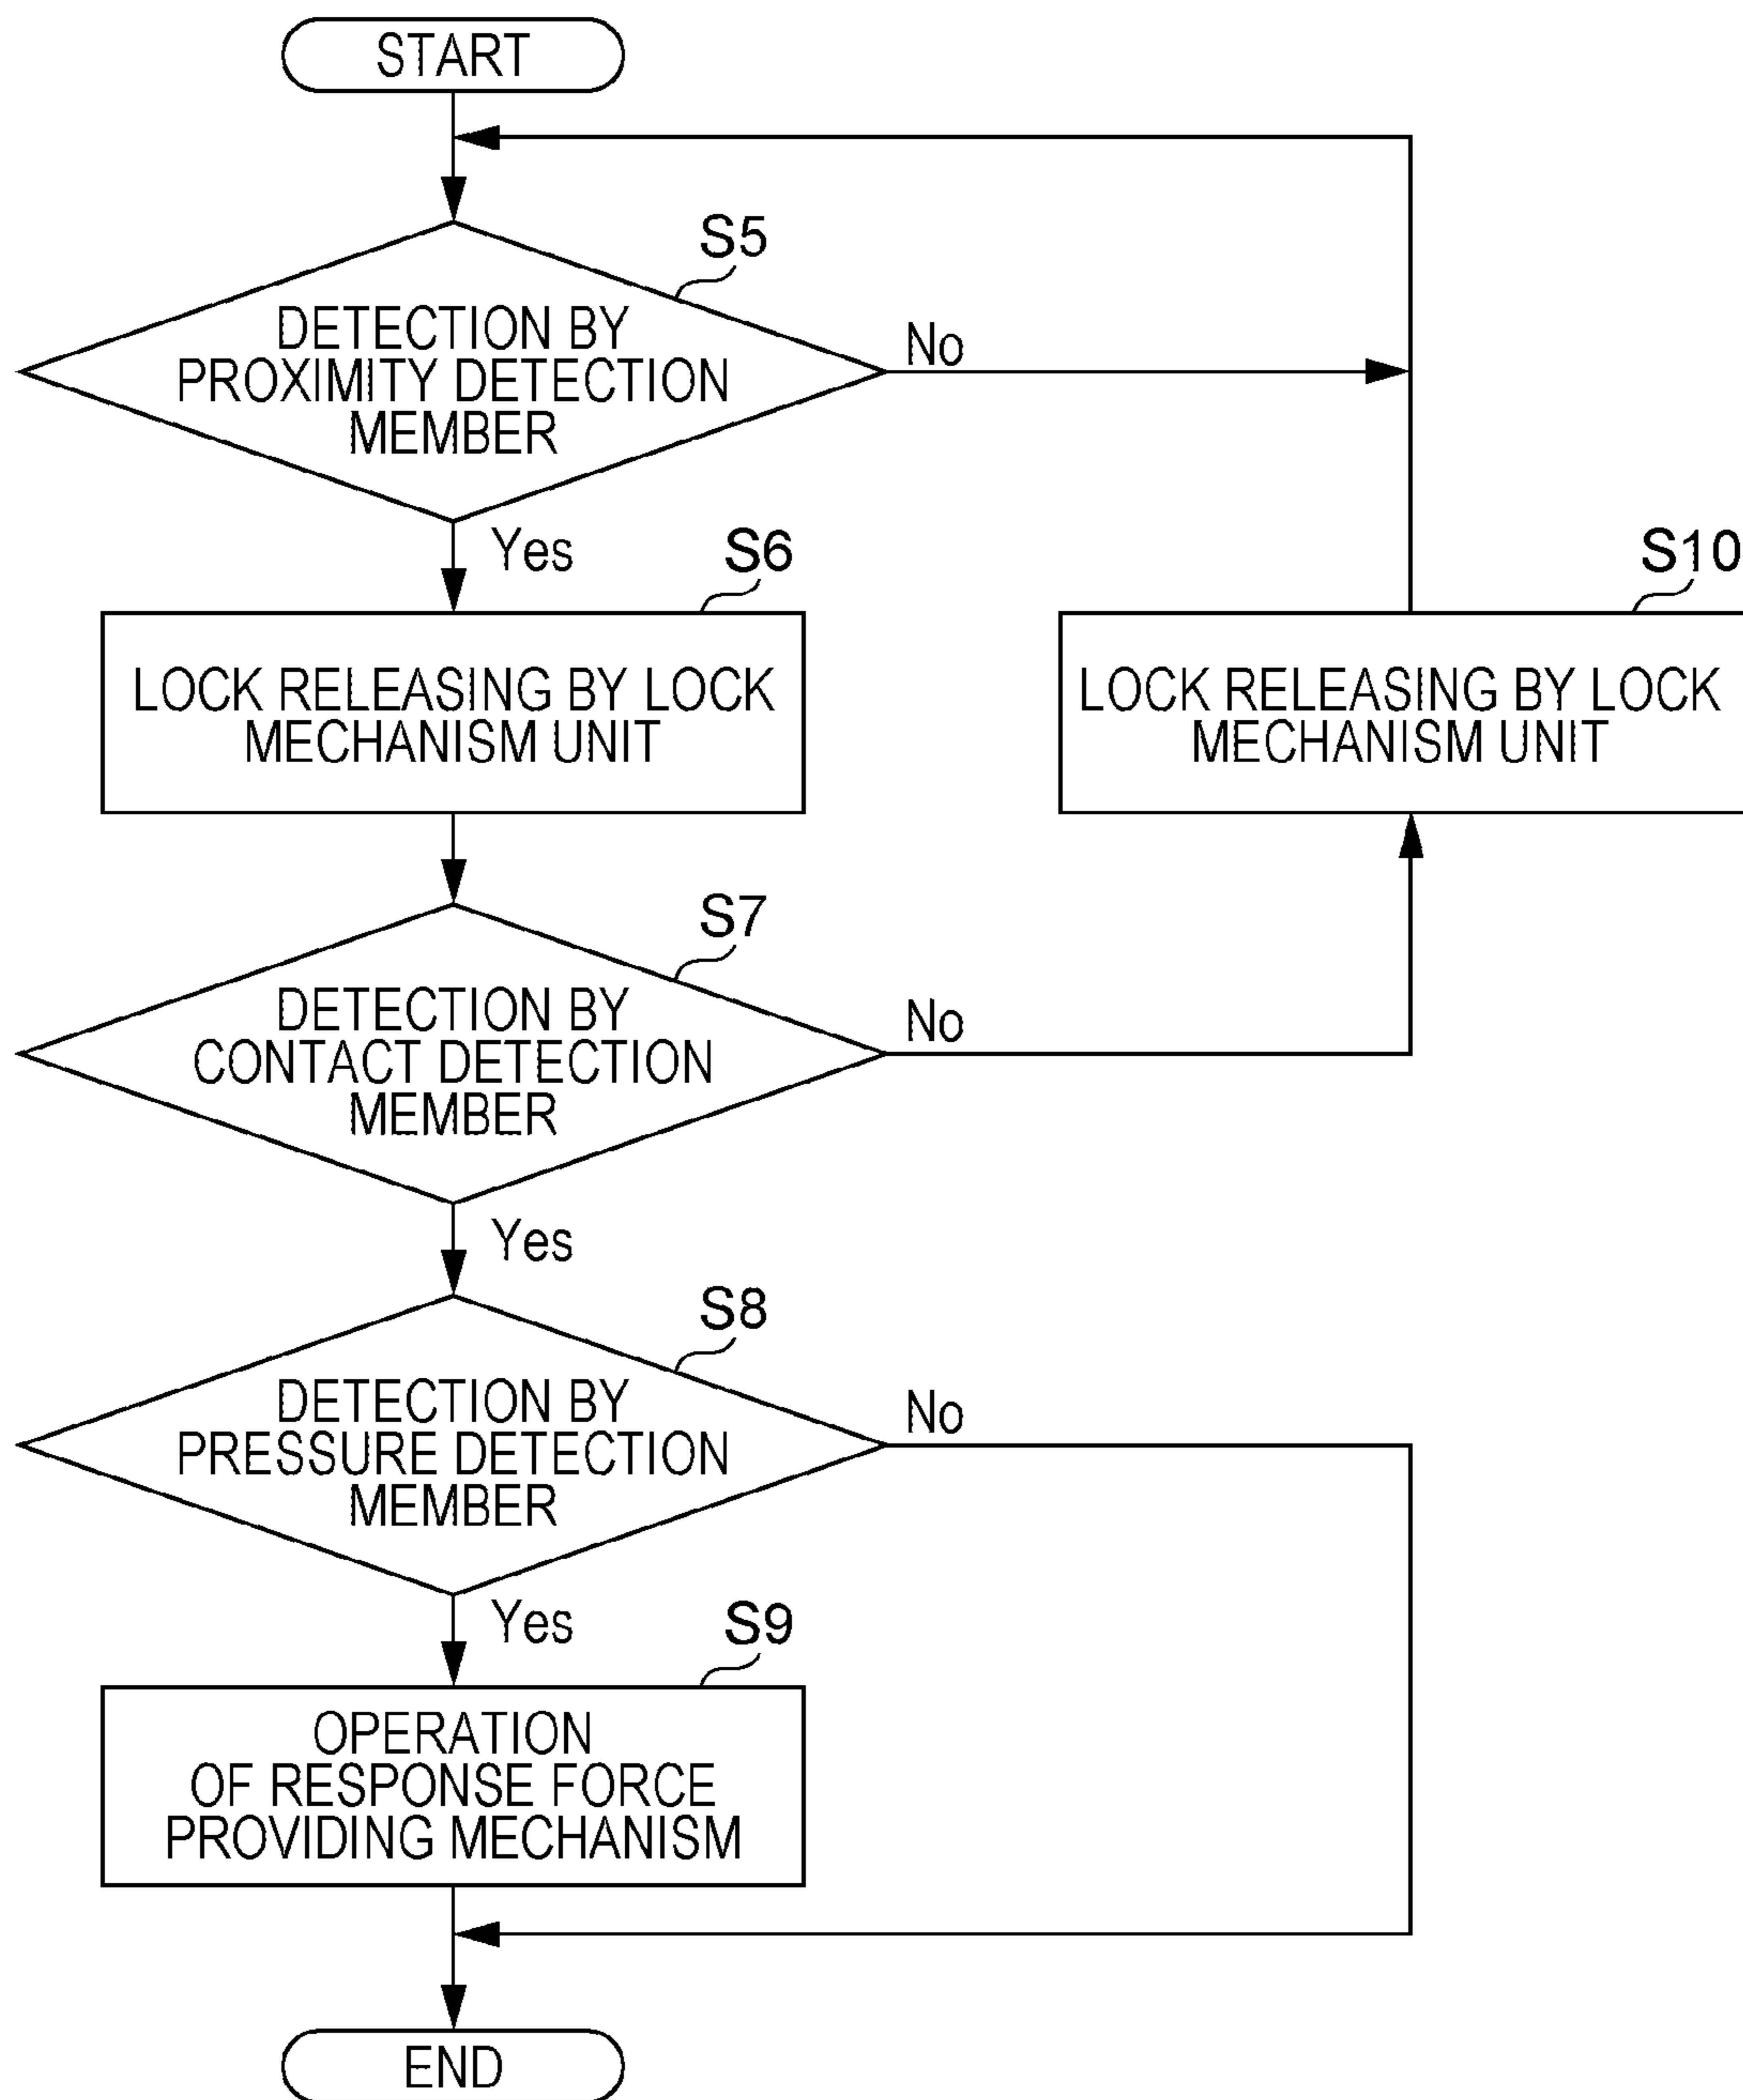 START
S5
DETECTION BY
PROXIMITY DETECTION
MEMBER
No
Yes
S6
LOCK RELEASING BY LOCK
MECHANISM UNIT
S10
LOCK RELEASING BY LOCK
MECHANISM UNIT
S7
DETECTION BY
CONTACT DETECTION
MEMBER
No
Yes
S8
DETECTION BY
PRESSURE DETECTION
MEMBER
No
Yes
S9
OPERATION
OF RESPONSE FORCE
PROVIDING MECHANISM
END